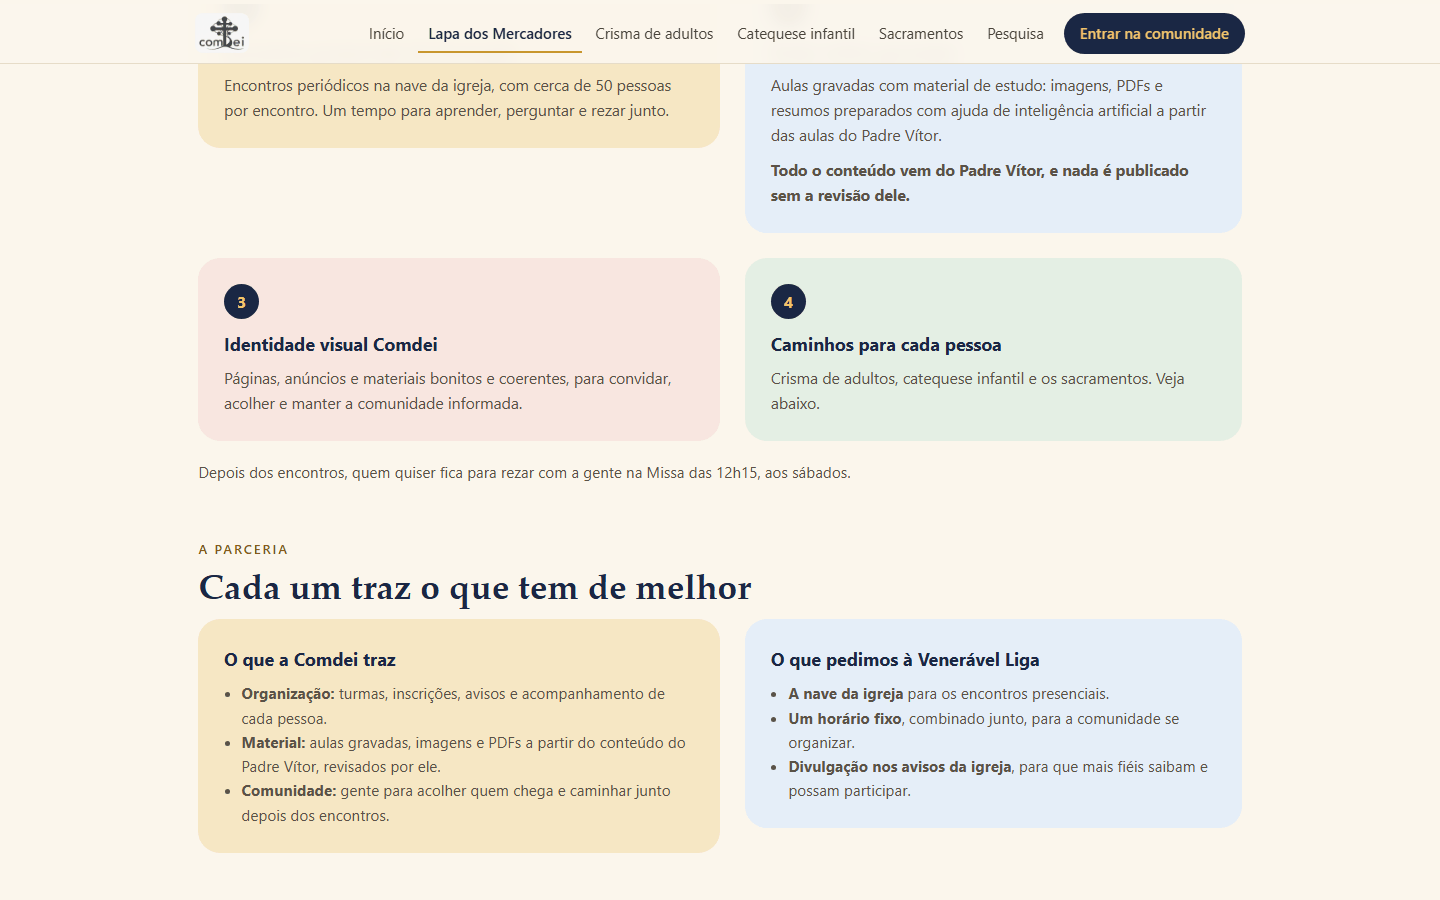 comdei
Início
Lapa dos Mercadores
Crisma de adultos
Catequese infantil
Sacramentos
Pesquisa
Entrar na comunidade
Encontros periódicos na nave da igreja, com cerca de 50 pessoas
por encontro. Um tempo para aprender, perguntar e rezar junto.
Aulas gravadas com material de estudo: imagens, PDFs e
resumos preparados com ajuda de inteligência artificial a partir
das aulas do Padre Vítor.
Todo o conteúdo vem do Padre Vítor, e nada é publicado
sem a revisão dele.
3
Identidade visual Comdei
Páginas, anúncios e materiais bonitos e coerentes, para convidar,
acolher e manter a comunidade informada.
4
Caminhos para cada pessoa
Crisma de adultos, catequese infantil e os sacramentos. Veja
abaixo.
Depois dos encontros, quem quiser fica para rezar com a gente na Missa das 12h15, aos sábados.
A PARCERIA
Cada um traz o que tem de melhor
O que a Comdei traz
• Organização: turmas, inscrições, avisos e acompanhamento de
cada pessoa.
• Material: aulas gravadas, imagens e PDFs a partir do conteúdo do
Padre Vítor, revisados por ele.
• Comunidade: gente para acolher quem chega e caminhar junto
depois dos encontros.
O que pedimos à Venerável Liga
• A nave da igreja para os encontros presenciais.
• Um horário fixo, combinado junto, para a comunidade se
organizar.
• Divulgação nos avisos da igreja, para que mais fiéis saibam e
possam participar.